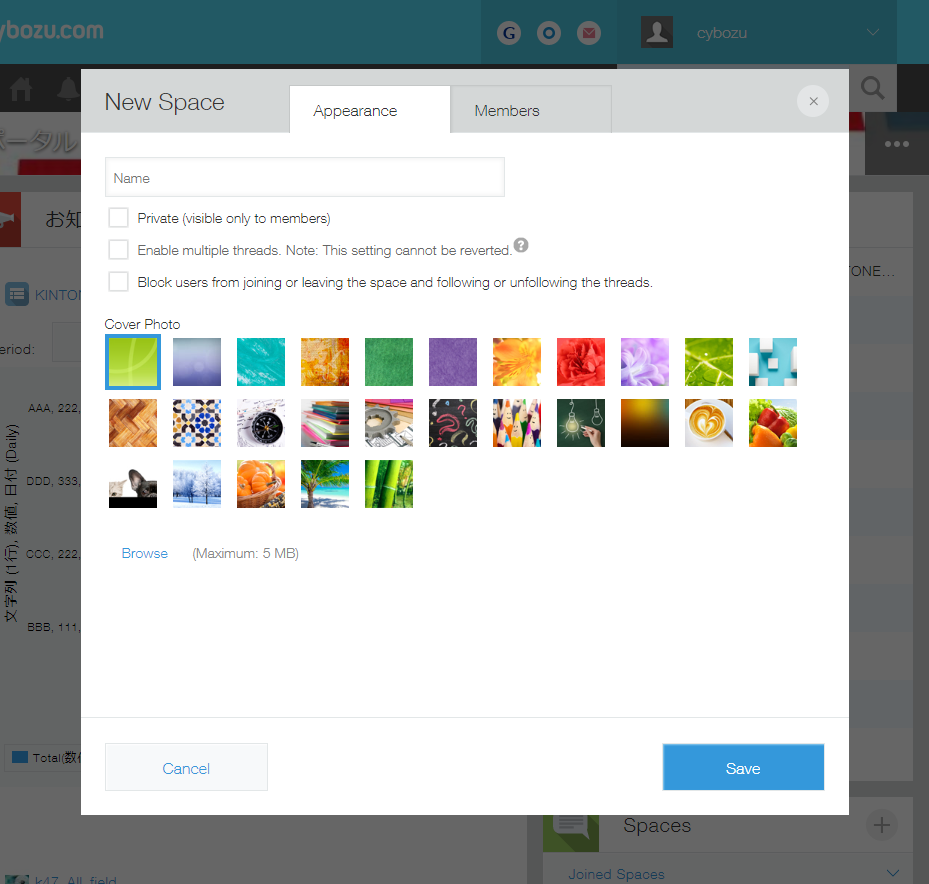 cybozu.com
G
cybozu
New Space
Appearance
Members
×
ポータル
•••
Name
Private (visible only to members)
お知
Enable multiple threads. Note: This setting cannot be reverted. ?
Block users from joining or leaving the space and following or unfollowing the threads.
KINTON
TONE...
Cover Photo
eriod:
AAA, 222,
DDD, 333,
CCC, 222,
BBB, 111,
文字列 (1行), 数値, 日付 (Daily)
Browse
(Maximum: 5 MB)
Total(数値
Cancel
Save
Spaces
Joined Spaces
k47_All_field